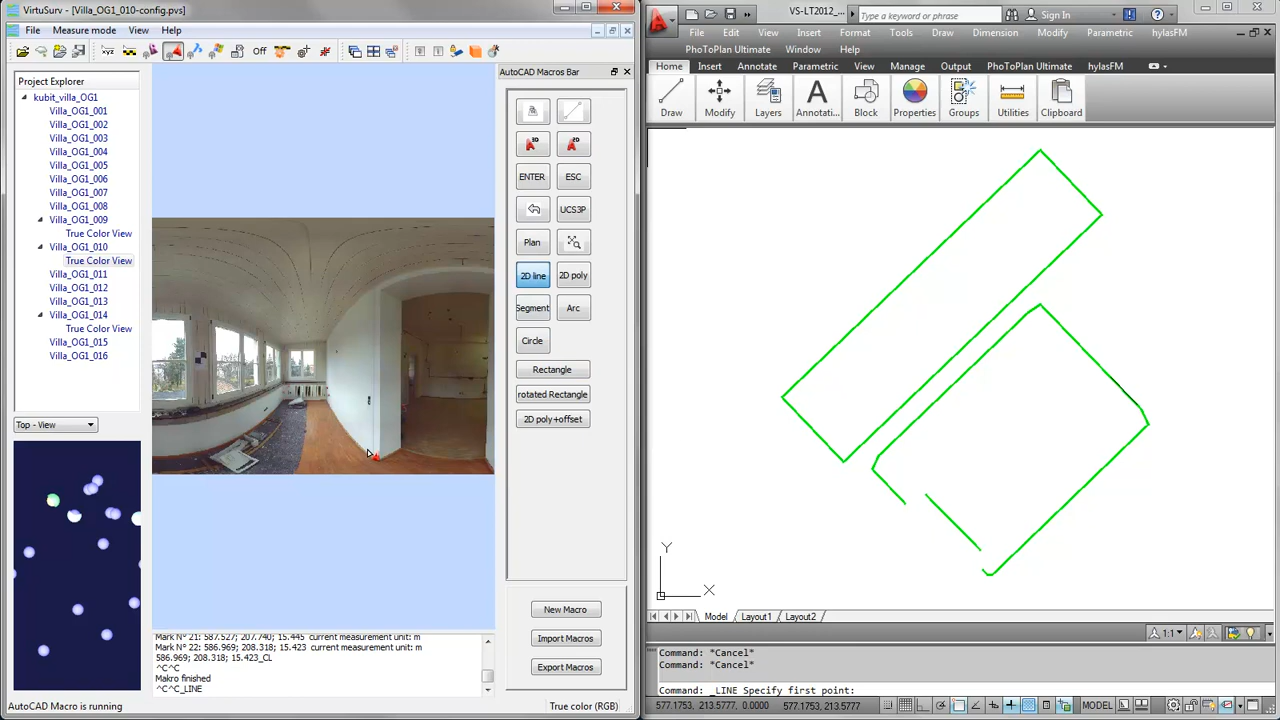 VirtuSurv - [Villa_OG1_010-config.pvs]
File Measure mode View Help
xyz
Off
Project Explorer
kubit_villa_OG1
Villa_OG1_001
Villa_OG1_002
Villa_OG1_003
Villa_OG1_004
Villa_OG1_005
Villa_OG1_006
Villa_OG1_007
Villa_OG1_008
Villa_OG1_009
True Color View
Villa_OG1_010
True Color View
Villa_OG1_011
Villa_OG1_012
Villa_OG1_013
Villa_OG1_014
True Color View
Villa_OG1_015
Villa_OG1_016
Top - View
AutoCAD Macros Bar
3D 2D
ENTER ESC
UCS3P
Plan
2D line 2D poly
Segment Arc
Circle
Rectangle
rotated Rectangle
2D poly+offset
New Macro
Import Macros
Export Macros
Mark N° 21: 587.527; 207.740; 15.445 current measurement unit: m
Mark N° 22: 586.969; 208.318; 15.423 current measurement unit: m
586.969; 208.318; 15.423_CL
^C^C
Makro finished
^C^C_LINE
AutoCAD Macro is running
True color (RGB)
VS-LT2012_...
Type a keyword or phrase
Sign In
File Edit View Insert Format Tools Draw Dimension Modify Parametric hylasFM
PhoToPlan Ultimate Window Help
Home Insert Annotate Parametric View Manage Output PhoToPlan Ultimate hylasFM
Draw Modify Layers Annotati... Block Properties Groups Utilities Clipboard
Y
X
Model Layout1 Layout2
1:1
Command: *Cancel*
Command: *Cancel*
Command: _LINE Specify first point:
577.1753, 213.5777, 0.0000 577.1753, 213.5777
MODEL